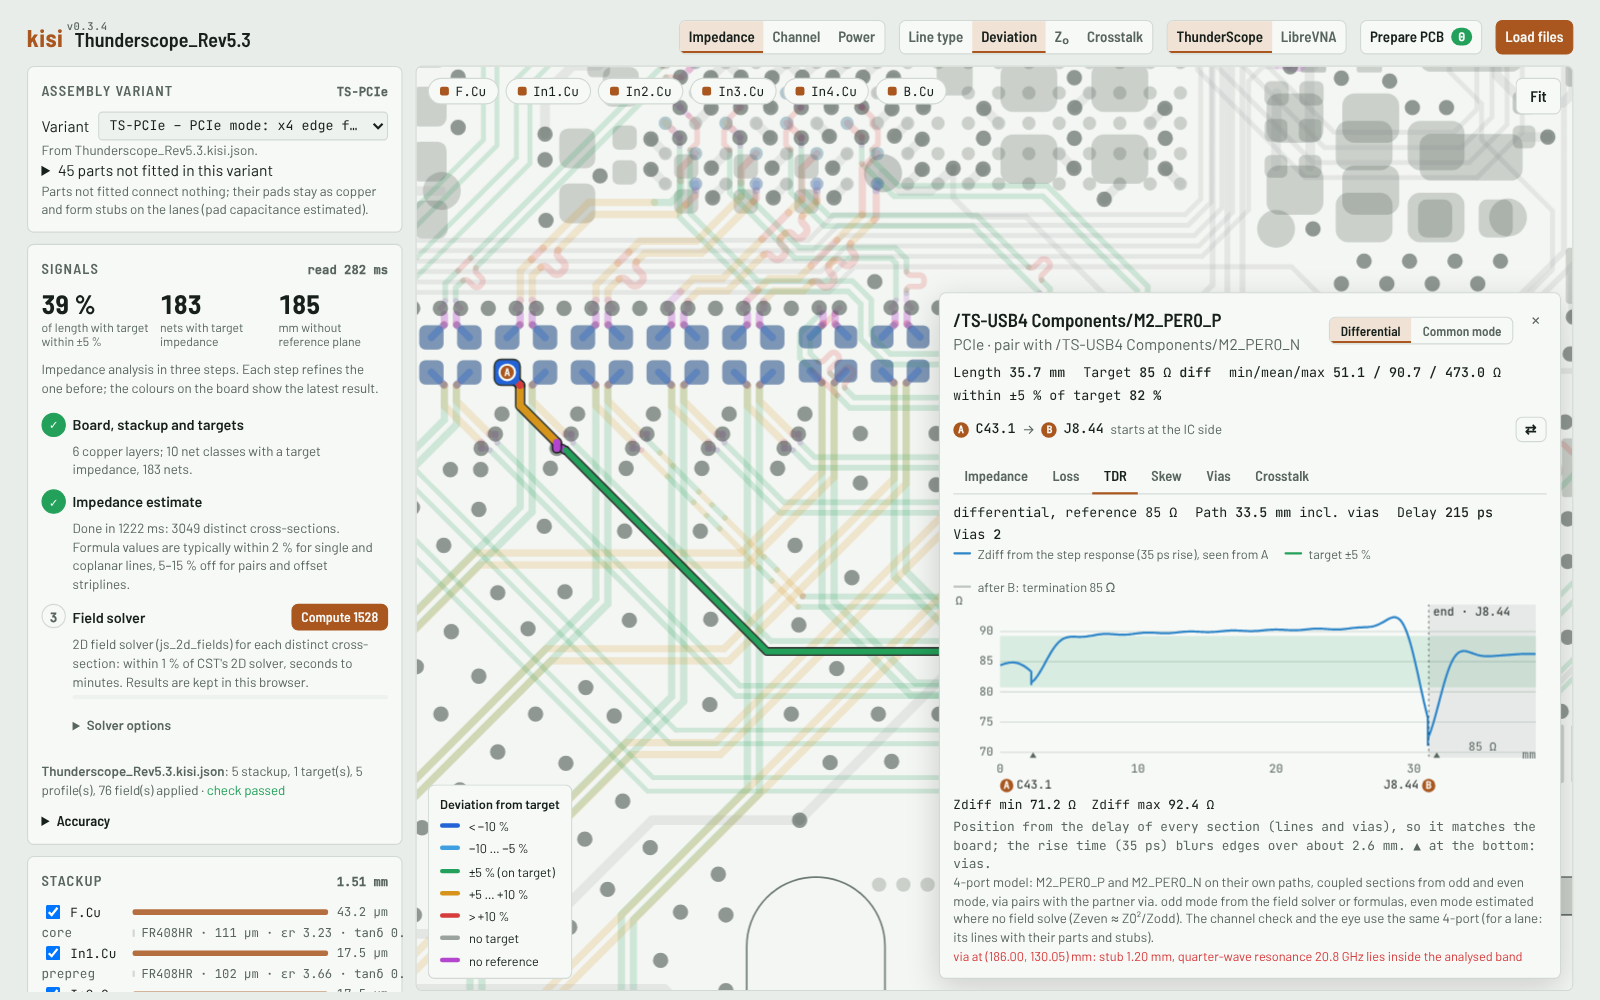 kisi v0.3.4 Thunderscope_Rev5.3
Impedance Channel Power
Line type Deviation Z₀ Crosstalk
ThunderScope LibreVNA
Prepare PCB 0
Load files
ASSEMBLY VARIANT TS-PCIe
Variant TS-PCIe – PCIe mode: x4 edge f…
From Thunderscope_Rev5.3.kisi.json.
▶ 45 parts not fitted in this variant
Parts not fitted connect nothing; their pads stay as copper
and form stubs on the lanes (pad capacitance estimated).
SIGNALS read 282 ms
39 % 183 185
of length with target nets with target mm without
within ±5 % impedance reference plane
Impedance analysis in three steps. Each step refines the
one before; the colours on the board show the latest result.
✓ Board, stackup and targets
6 copper layers; 10 net classes with a target
impedance, 183 nets.
✓ Impedance estimate
Done in 1222 ms: 3049 distinct cross-sections.
Formula values are typically within 2 % for single and
coplanar lines, 5–15 % off for pairs and offset
striplines.
3 Field solver Compute 1528
2D field solver (js_2d_fields) for each distinct cross-
section: within 1 % of CST's 2D solver, seconds to
minutes. Results are kept in this browser.
▶ Solver options
Thunderscope_Rev5.3.kisi.json: 5 stackup, 1 target(s), 5
profile(s), 76 field(s) applied · check passed
▶ Accuracy
STACKUP 1.51 mm
F.Cu 43.2 µm
core FR408HR · 111 µm · εr 3.23 · tanδ 0.
In1.Cu 17.5 µm
prepreg FR408HR · 102 µm · εr 3.66 · tanδ 0.
F.Cu In1.Cu In2.Cu In3.Cu In4.Cu B.Cu
Fit
A
Deviation from target
< −10 %
−10 … −5 %
±5 % (on target)
+5 … +10 %
> +10 %
no target
no reference
/TS-USB4 Components/M2_PER0_P
Differential Common mode ×
PCIe · pair with /TS-USB4 Components/M2_PER0_N
Length 35.7 mm Target 85 Ω diff min/mean/max 51.1 / 90.7 / 473.0 Ω
within ±5 % of target 82 %
A C43.1 → B J8.44 starts at the IC side ⇄
Impedance Loss TDR Skew Vias Crosstalk
differential, reference 85 Ω Path 33.5 mm incl. vias Delay 215 ps
Vias 2
Zdiff from the step response (35 ps rise), seen from A target ±5 %
after B: termination 85 Ω
Ω
end · J8.44
90
85
80
75
70
85 Ω
mm
0 10 20 30
A C43.1 J8.44 B
Zdiff min 71.2 Ω Zdiff max 92.4 Ω
Position from the delay of every section (lines and vias), so it matches the
board; the rise time (35 ps) blurs edges over about 2.6 mm. ▲ at the bottom:
vias.
4-port model: M2_PER0_P and M2_PER0_N on their own paths, coupled sections from odd and even
mode, via pairs with the partner via. odd mode from the field solver or formulas, even mode estimated
where no field solve (Zeven ≈ Z0²/Zodd). The channel check and the eye use the same 4-port (for a lane:
its lines with their parts and stubs).
via at (186.00, 130.05) mm: stub 1.20 mm, quarter-wave resonance 20.8 GHz lies inside the analysed band